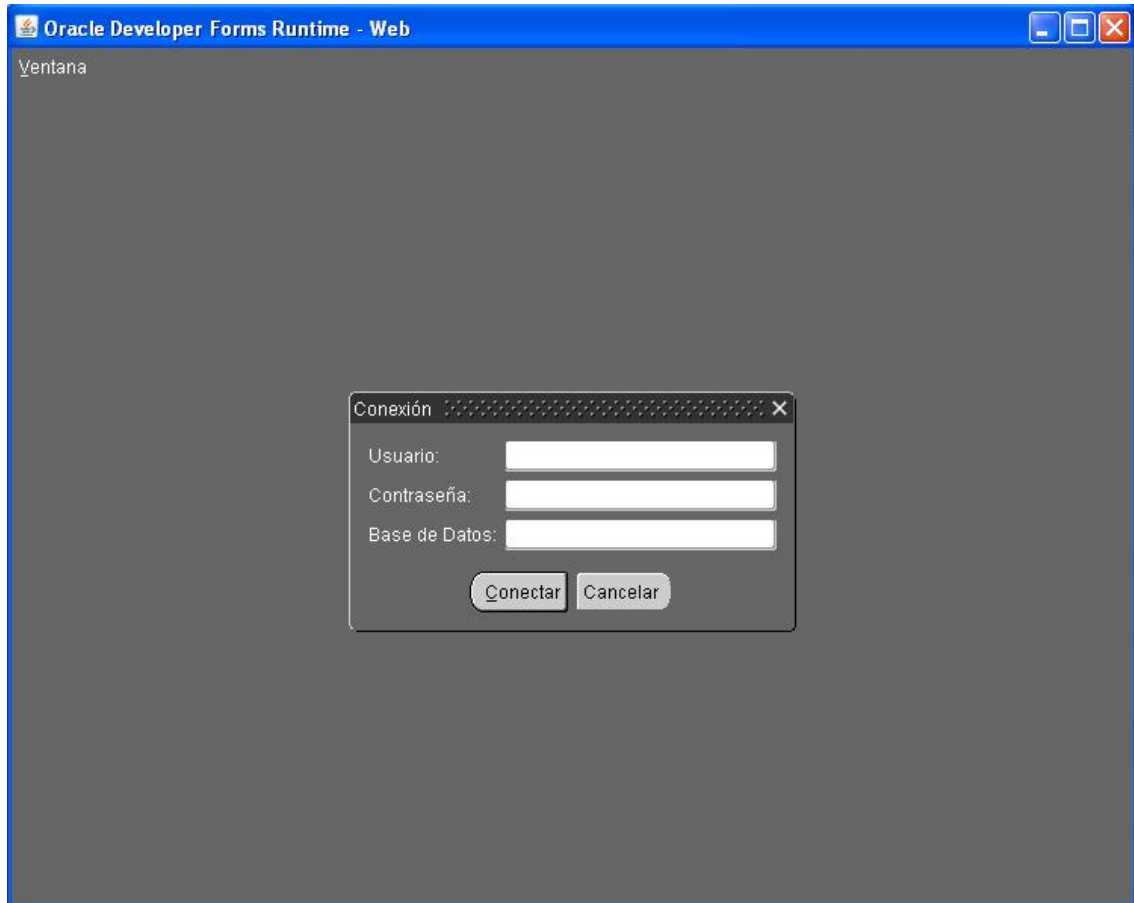 Oracle Developer Forms Runtime - Web
Ventana
Conexión
Usuario:
Contraseña:
Base de Datos:
Conectar Cancelar